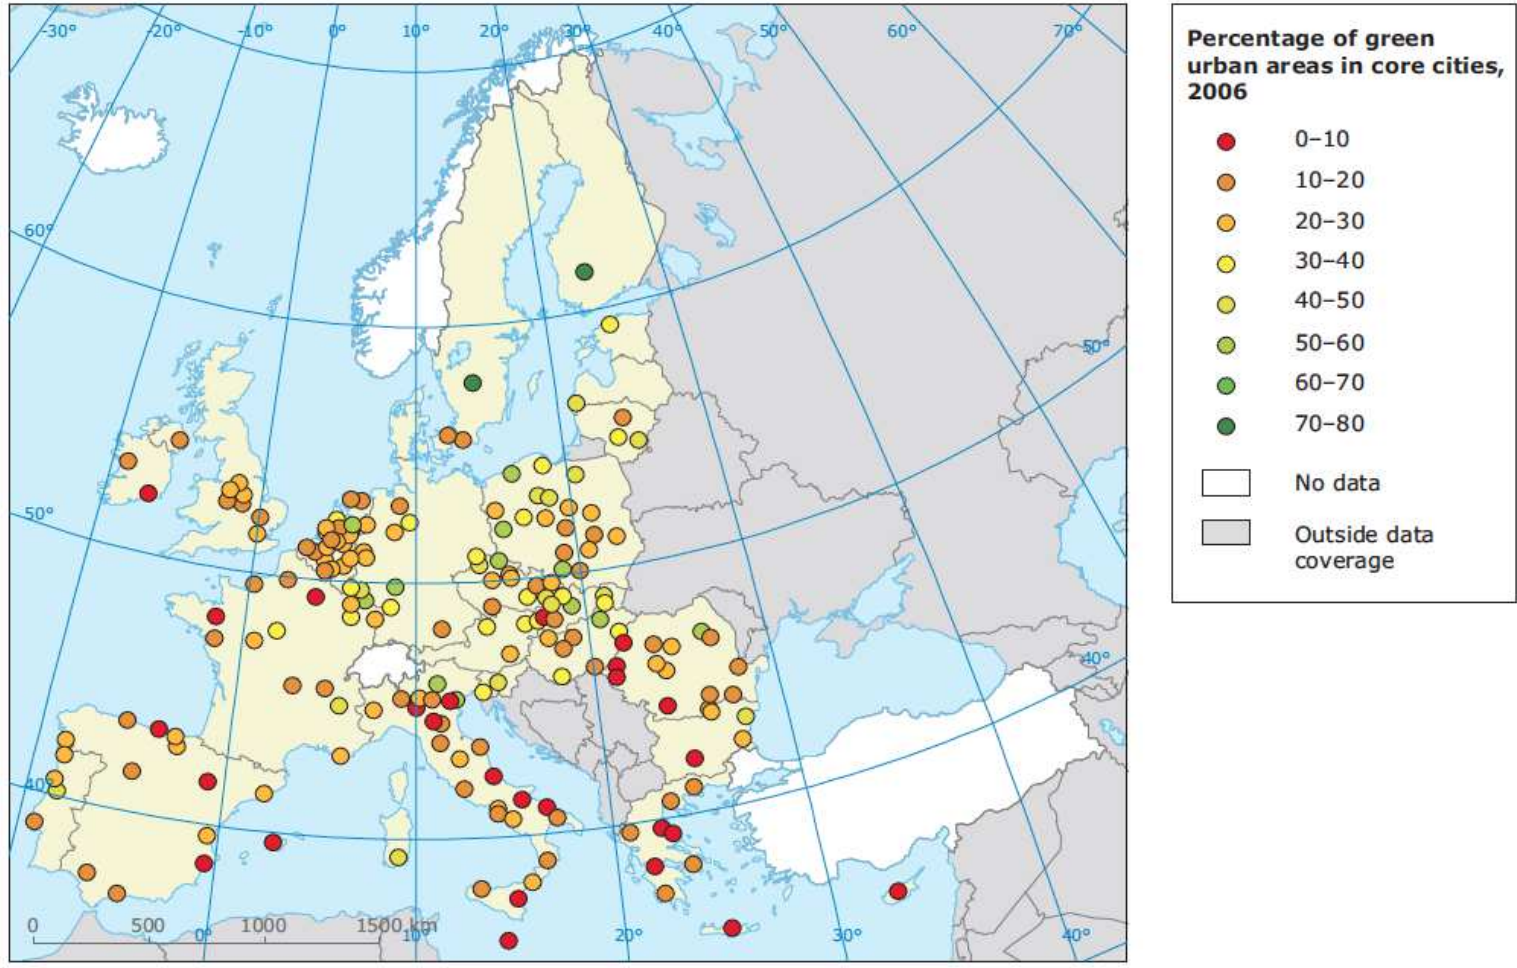 -30° -20° -10° 0° 10° 20° 30° 40° 50° 60° 70°
60°
50°
50°
40°
40°
0 500 1000 1500 km
0° 10° 20° 30° 40°
Percentage of green
urban areas in core cities,
2006
0–10
10–20
20–30
30–40
40–50
50–60
60–70
70–80
No data
Outside data
coverage